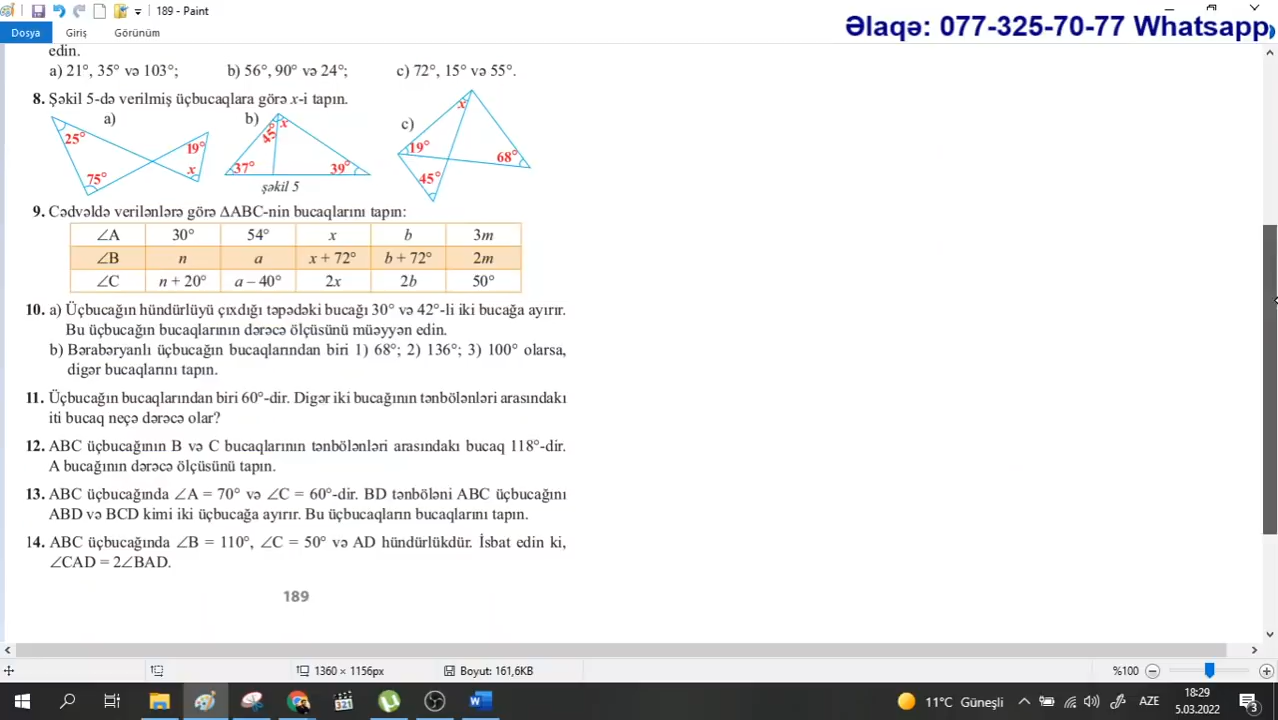 189 - Paint
Əlaqə: 077-325-70-77 Whatsapp
Dosya Giriş Görünüm
edin.
a) 21°, 35° və 103°; b) 56°, 90° və 24°; c) 72°, 15° və 55°.
8. Şəkil 5-də verilmiş üçbucaqlara görə x-i tapın.
a) b) c)
25° 19° 75° x
45° x 37° 39°
x 19° 68° 45°
şəkil 5
9. Cədvəldə verilənlərə görə ΔABC-nin bucaqlarını tapın:
∠A 30° 54° x b 3m
∠B n a x + 72° b + 72° 2m
∠C n + 20° a – 40° 2x 2b 50°
10. a) Üçbucağın hündürlüyü çıxdığı təpədəki bucağı 30° və 42°-li iki bucağa ayırır.
Bu üçbucağın bucaqlarının dərəcə ölçüsünü müəyyən edin.
b) Bərabəryanlı üçbucağın bucaqlarından biri 1) 68°; 2) 136°; 3) 100° olarsa,
digər bucaqlarını tapın.
11. Üçbucağın bucaqlarından biri 60°-dir. Digər iki bucağının tənbölənləri arasındakı
iti bucaq neçə dərəcə olar?
12. ABC üçbucağının B və C bucaqlarının tənbölənləri arasındakı bucaq 118°-dir.
A bucağının dərəcə ölçüsünü tapın.
13. ABC üçbucağında ∠A = 70° və ∠C = 60°-dir. BD tənböləni ABC üçbucağını
ABD və BCD kimi iki üçbucağa ayırır. Bu üçbucaqların bucaqlarını tapın.
14. ABC üçbucağında ∠B = 110°, ∠C = 50° və AD hündürlükdür. İsbat edin ki,
∠CAD = 2∠BAD.
189
1360 × 1156px Boyut: 161,6KB %100
11°C Güneşli AZE 18:29
5.03.2022
321
3